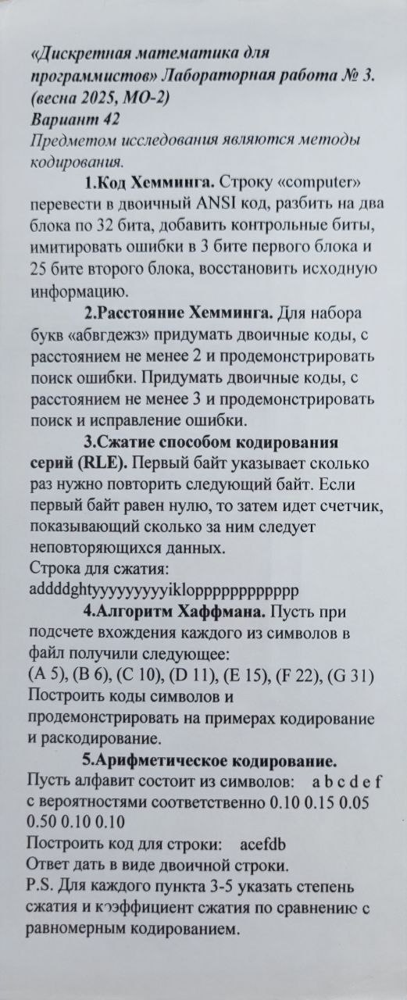 «Дискретная математика для
программистов» Лабораторная работа № 3.
(весна 2025, МО-2)
Вариант 42
Предметом исследования являются методы
кодирования.
1.Код Хемминга. Строку «computer»
перевести в двоичный ANSI код, разбить на два
блока по 32 бита, добавить контрольные биты,
имитировать ошибки в 3 бите первого блока и
25 бите второго блока, восстановить исходную
информацию.
2.Расстояние Хемминга. Для набора
букв «абвгдежз» придумать двоичные коды, с
расстоянием не менее 2 и продемонстрировать
поиск ошибки. Придумать двоичные коды, с
расстоянием не менее 3 и продемонстрировать
поиск и исправление ошибки.
3.Сжатие способом кодирования
серий (RLE). Первый байт указывает сколько
раз нужно повторить следующий байт. Если
первый байт равен нулю, то затем идет счетчик,
показывающий сколько за ним следует
неповторяющихся данных.
Строка для сжатия:
addddghtyyyyyyyyyikloppppppppppppp
4.Алгоритм Хаффмана. Пусть при
подсчете вхождения каждого из символов в
файл получили следующее:
(A 5), (B 6), (C 10), (D 11), (E 15), (F 22), (G 31)
Построить коды символов и
продемонстрировать на примерах кодирование
и раскодирование.
5.Арифметическое кодирование.
Пусть алфавит состоит из символов: a b c d e f
с вероятностями соответственно 0.10 0.15 0.05
0.50 0.10 0.10
Построить код для строки: acefdb
Ответ дать в виде двоичной строки.
P.S. Для каждого пункта 3-5 указать степень
сжатия и коэффициент сжатия по сравнению с
равномерным кодированием.